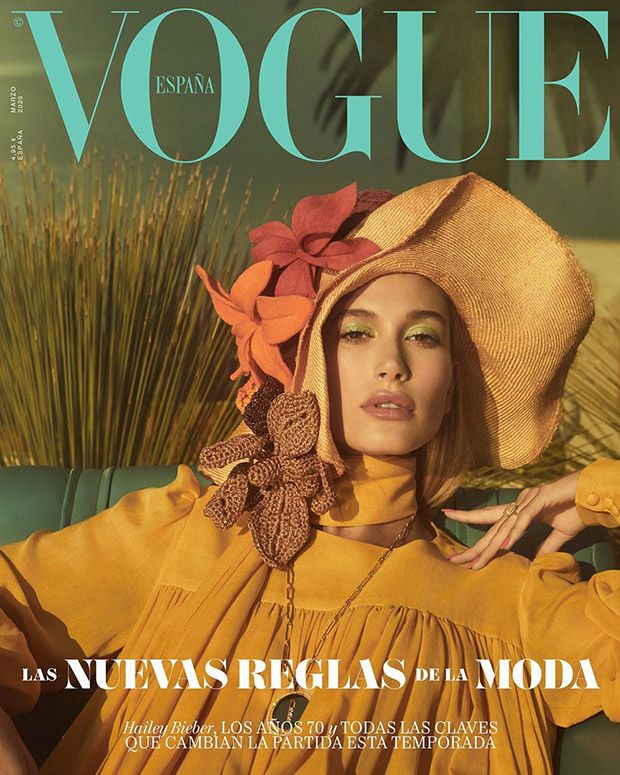 ©
VOGUE
ESPAÑA
MARZO
2020
4,95 €
ESPAÑA
LAS NUEVAS REGLAS DE LA MODA
Hailey Bieber, LOS AÑOS 70 y TODAS LAS CLAVES
QUE CAMBIAN LA PARTIDA ESTA TEMPORADA